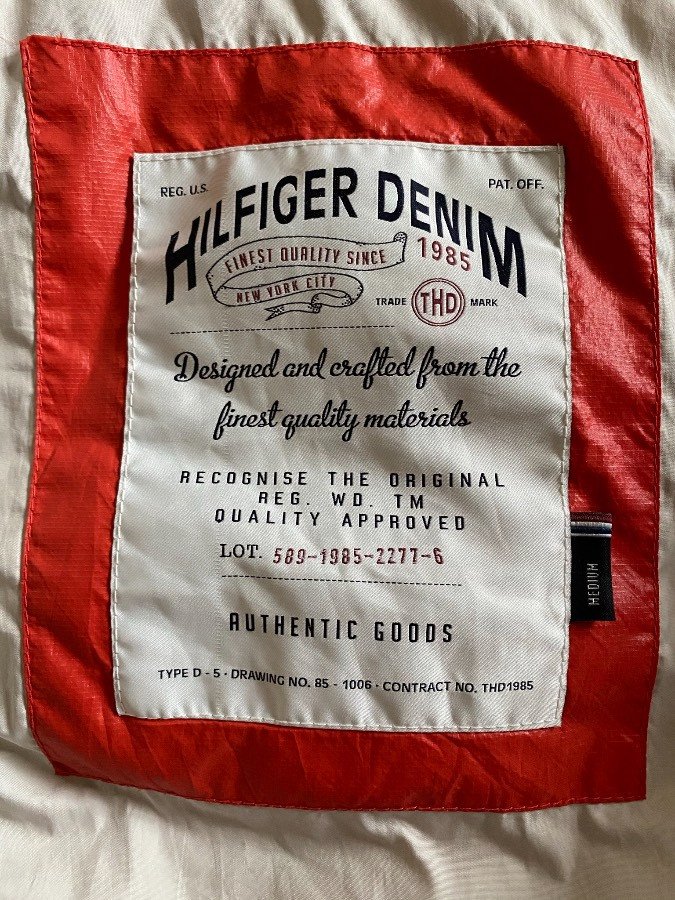 REG. U.S.
PAT. OFF.
HILFIGER DENIM
FINEST QUALITY SINCE
1985
NEW YORK CITY
TRADE THD MARK
Designed and crafted from the
finest quality materials
RECOGNISE THE ORIGINAL
REG. WD. TM
QUALITY APPROVED
LOT. 589-1985-2277-6
MEDIUM
AUTHENTIC GOODS
TYPE D - 5 · DRAWING NO. 85 - 1006 · CONTRACT NO. THD1985